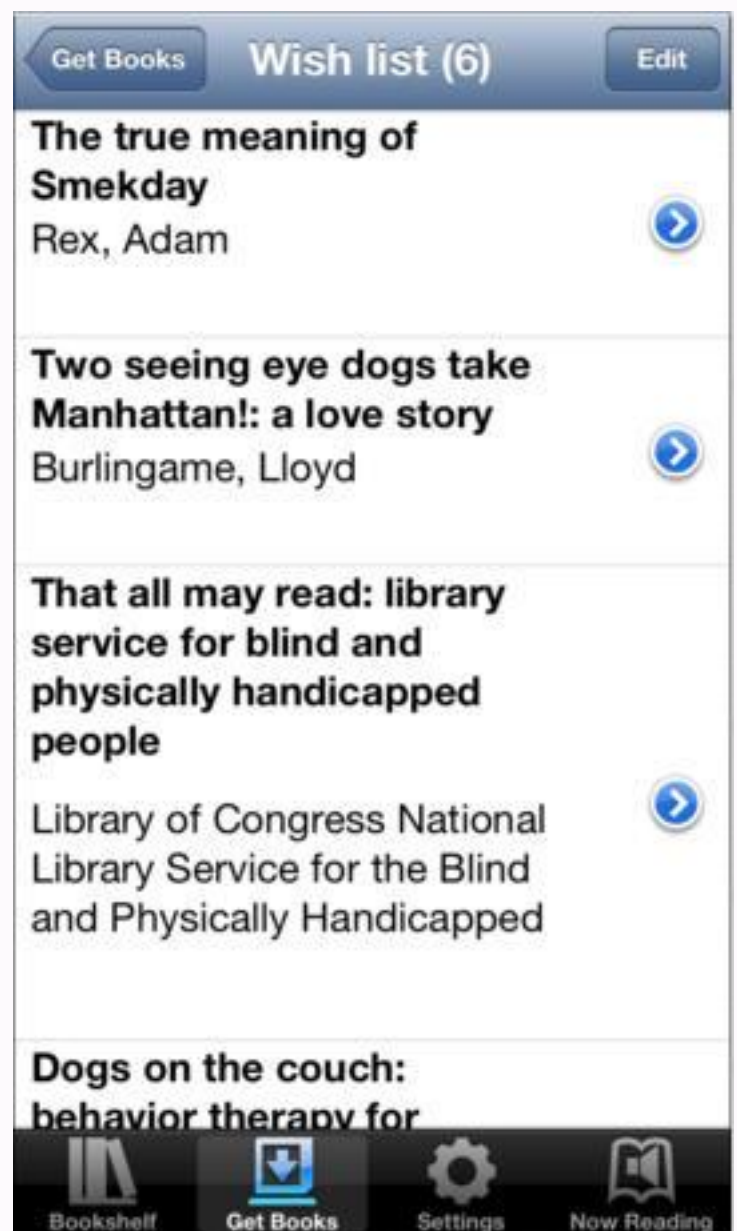 Get Books Wish list (6) Edit
The true meaning of
Smekday
Rex, Adam
Two seeing eye dogs take
Manhattan!: a love story
Burlingame, Lloyd
That all may read: library
service for blind and
physically handicapped
people
Library of Congress National
Library Service for the Blind
and Physically Handicapped
Dogs on the couch:
behavior therapy for
Bookshelf Get Books Settings Now Reading